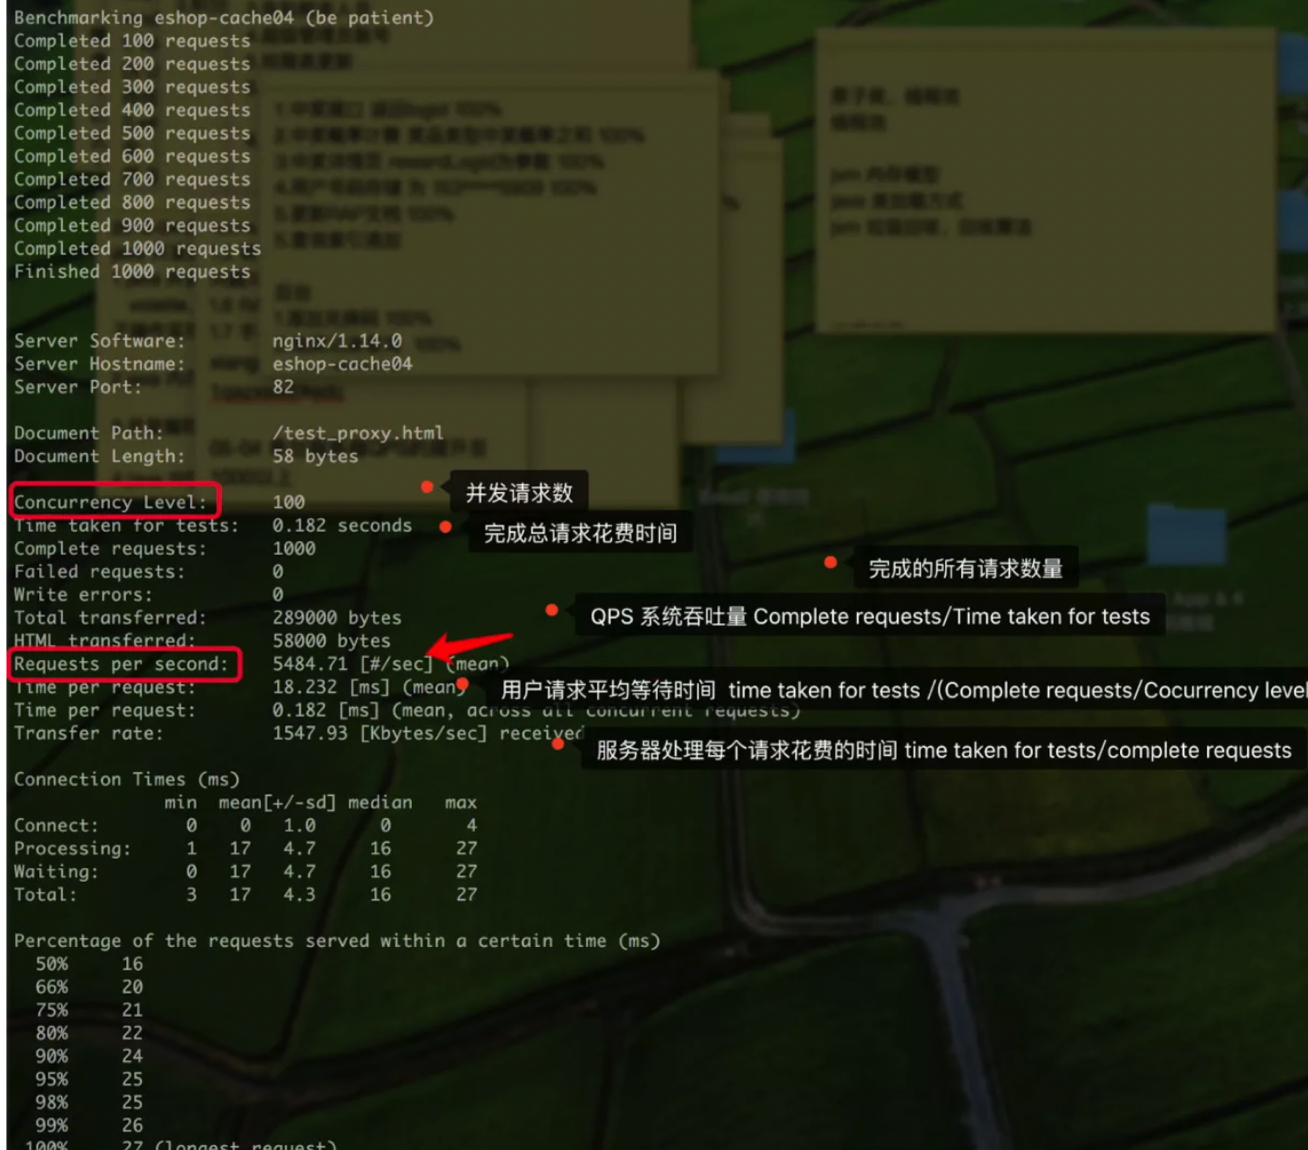 Benchmarking eshop-cache04 (be patient)
Completed 100 requests
Completed 200 requests
Completed 300 requests
Completed 400 requests
Completed 500 requests
Completed 600 requests
Completed 700 requests
Completed 800 requests
Completed 900 requests
Completed 1000 requests
Finished 1000 requests
Server Software: nginx/1.14.0
Server Hostname: eshop-cache04
Server Port: 82
Document Path: /test_proxy.html
Document Length: 58 bytes
Concurrency Level: 100
并发请求数
Time taken for tests: 0.182 seconds
完成总请求花费时间
Complete requests: 1000
完成的所有请求数量
Failed requests: 0
Write errors: 0
Total transferred: 289000 bytes
QPS 系统吞吐量 Complete requests/Time taken for tests
HTML transferred: 58000 bytes
Requests per second: 5484.71 [#/sec] (mean)
Time per request: 18.232 [ms] (mean)
用户请求平均等待时间 time taken for tests /(Complete requests/Cocurrency level
Time per request: 0.182 [ms] (mean, across all concurrent requests)
Transfer rate: 1547.93 [Kbytes/sec] received
服务器处理每个请求花费的时间 time taken for tests/complete requests
Connection Times (ms)
min mean[+/-sd] median max
Connect: 0 0 1.0 0 4
Processing: 1 17 4.7 16 27
Waiting: 0 17 4.7 16 27
Total: 3 17 4.3 16 27
Percentage of the requests served within a certain time (ms)
50% 16
66% 20
75% 21
80% 22
90% 24
95% 25
98% 25
99% 26
100% 27 (longest request)